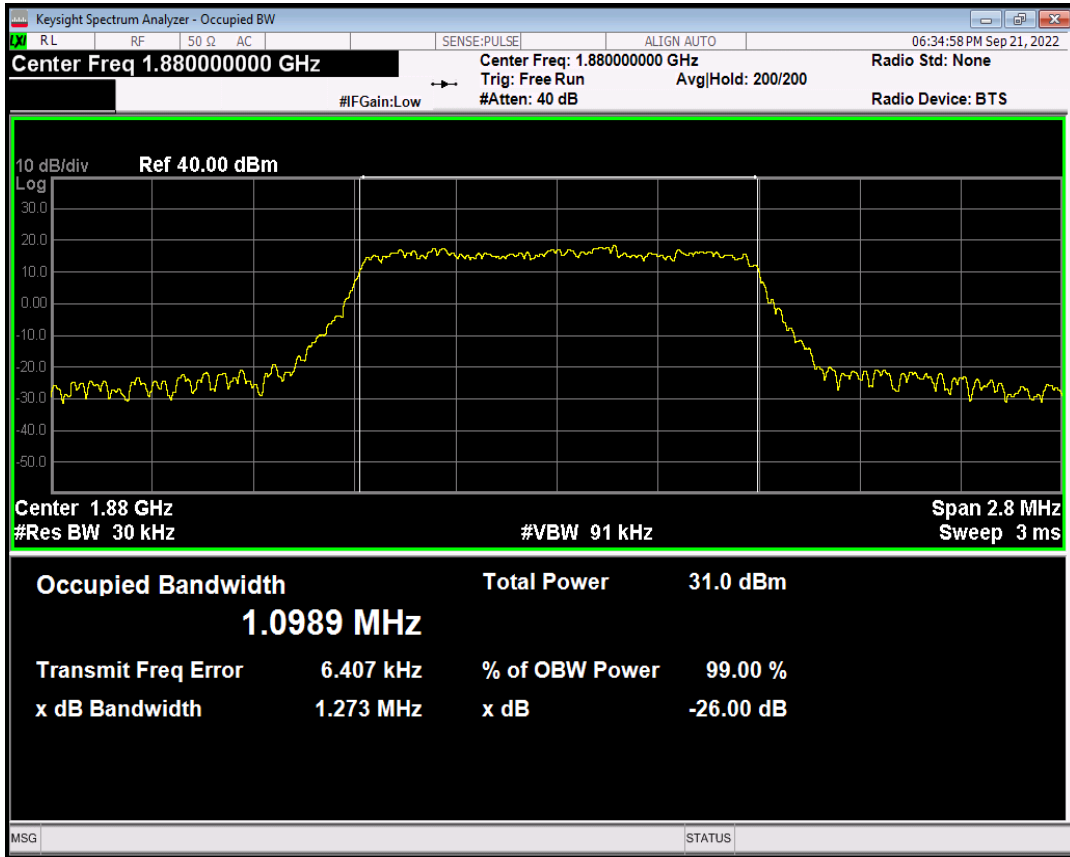 Keysight Spectrum Analyzer - Occupied BW
LXI RL RF 50 Ω AC SENSE:PULSE ALIGN AUTO 06:34:58 PM Sep 21, 2022
Center Freq 1.880000000 GHz Center Freq: 1.880000000 GHz Radio Std: None
Trig: Free Run Avg|Hold: 200/200
#IFGain:Low #Atten: 40 dB Radio Device: BTS
10 dB/div Ref 40.00 dBm
Log
30.0
20.0
10.0
0.00
-10.0
-20.0
-30.0
-40.0
-50.0
Center 1.88 GHz Span 2.8 MHz
#Res BW 30 kHz #VBW 91 kHz Sweep 3 ms
Occupied Bandwidth Total Power 31.0 dBm
1.0989 MHz
Transmit Freq Error 6.407 kHz % of OBW Power 99.00 %
x dB Bandwidth 1.273 MHz x dB -26.00 dB
MSG STATUS